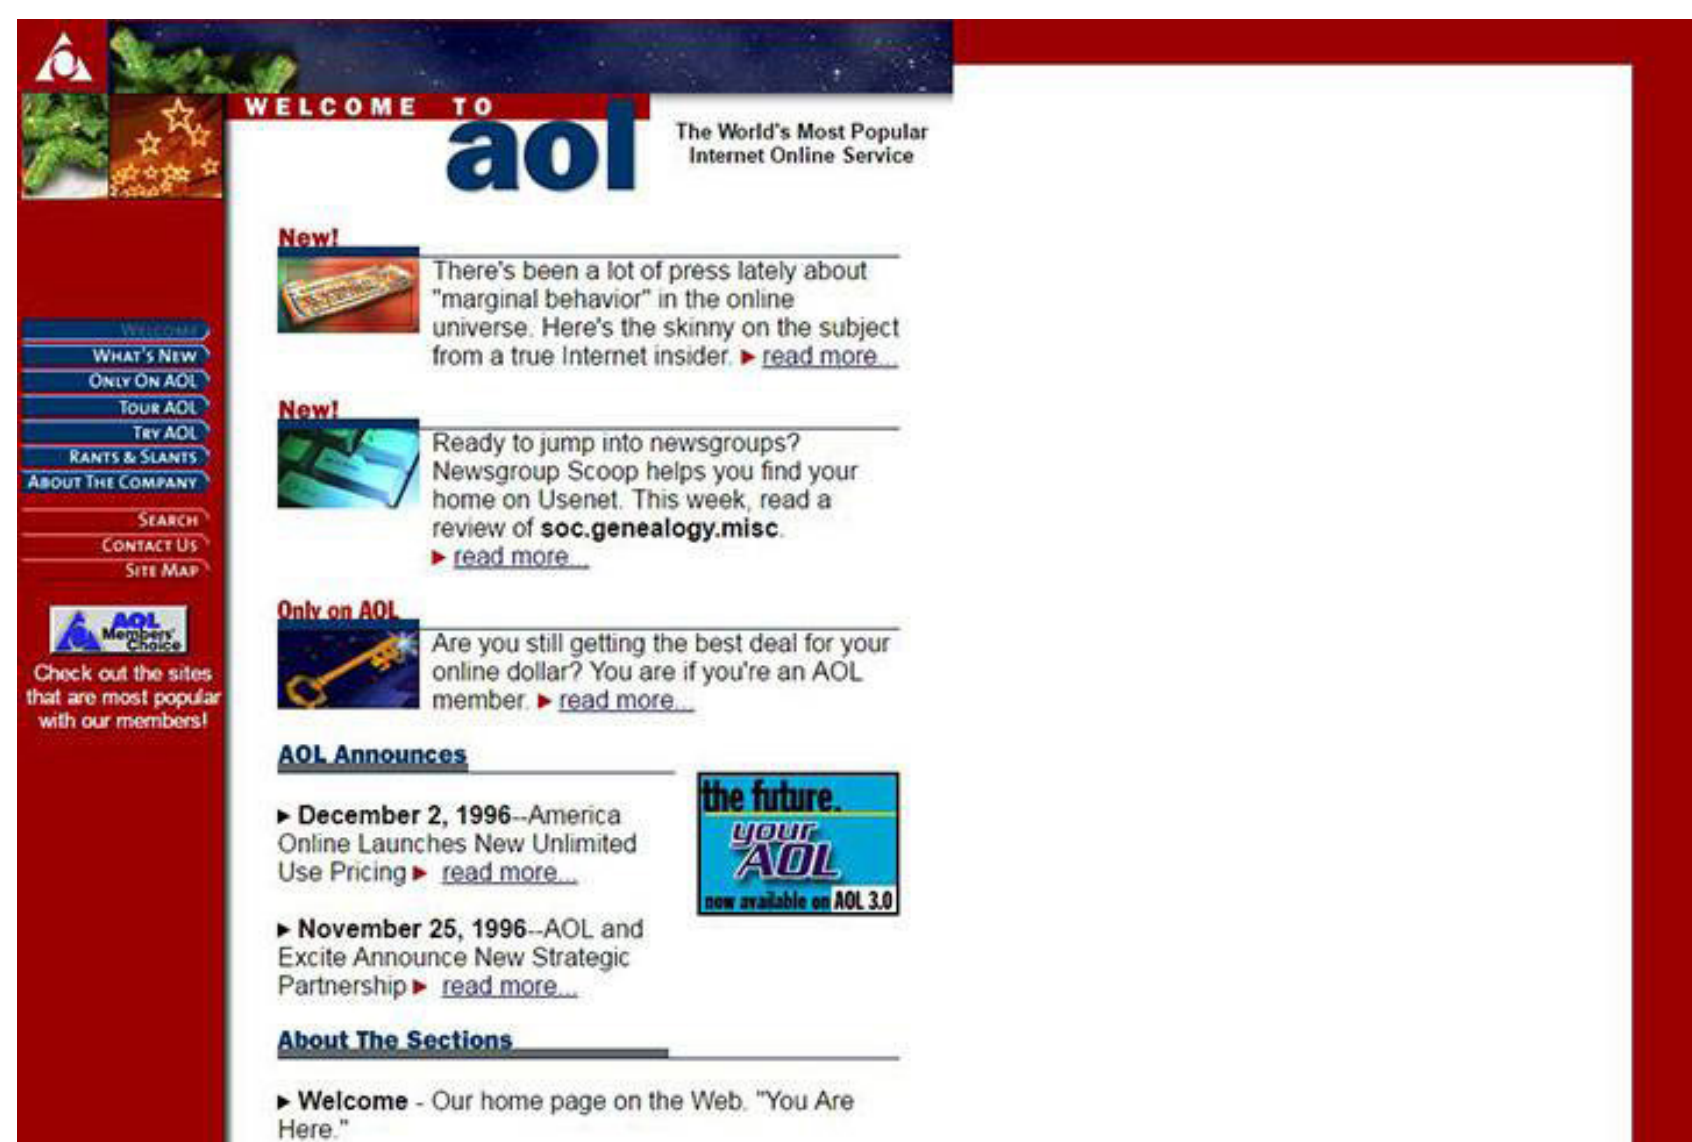 WELCOME TO
aol
The World's Most Popular
Internet Online Service
WELCOME
WHAT'S NEW
ONLY ON AOL
TOUR AOL
TRY AOL
RANTS & SLANTS
ABOUT THE COMPANY
SEARCH
CONTACT US
SITE MAP
AOL
Members'
Choice
Check out the sites
that are most popular
with our members!
New!
There's been a lot of press lately about
"marginal behavior" in the online
universe. Here's the skinny on the subject
from a true Internet insider. ▶ read more...
New!
Ready to jump into newsgroups?
Newsgroup Scoop helps you find your
home on Usenet. This week, read a
review of soc.genealogy.misc.
▶ read more...
Only on AOL
Are you still getting the best deal for your
online dollar? You are if you're an AOL
member. ▶ read more...
AOL Announces
▶ December 2, 1996--America
Online Launches New Unlimited
Use Pricing ▶ read more...
▶ November 25, 1996--AOL and
Excite Announce New Strategic
Partnership ▶ read more...
the future.
your
AOL
now available on AOL 3.0
About The Sections
▶ Welcome - Our home page on the Web. "You Are
Here."